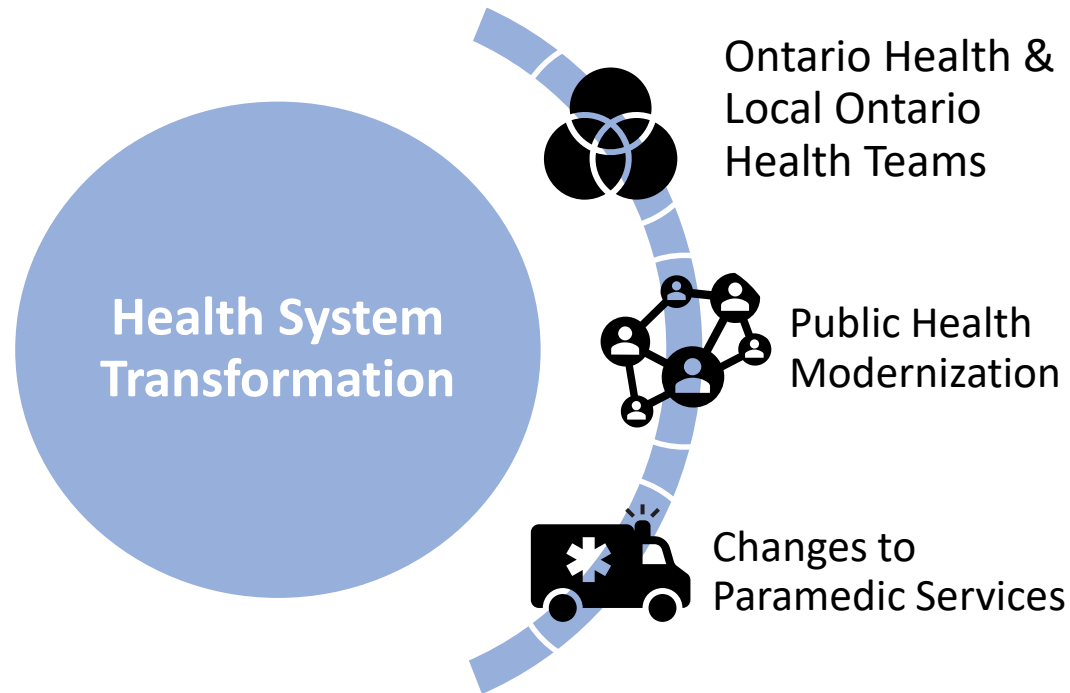 Health System
Transformation
Ontario Health &
Local Ontario
Health Teams
Public Health
Modernization
Changes to
Paramedic Services